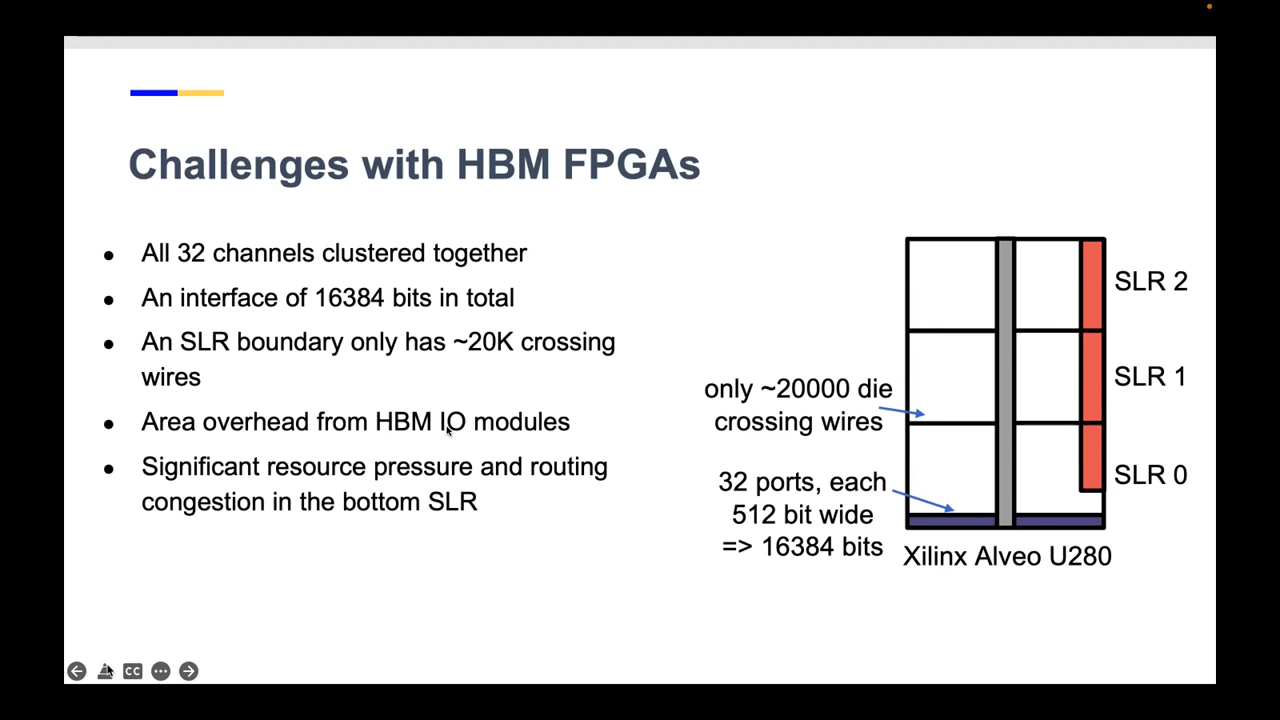 Challenges with HBM FPGAs
● All 32 channels clustered together
● An interface of 16384 bits in total
● An SLR boundary only has ~20K crossing
wires
● Area overhead from HBM IO modules
● Significant resource pressure and routing
congestion in the bottom SLR
only ~20000 die
crossing wires
32 ports, each
512 bit wide
=> 16384 bits
SLR 2
SLR 1
SLR 0
Xilinx Alveo U280
CC